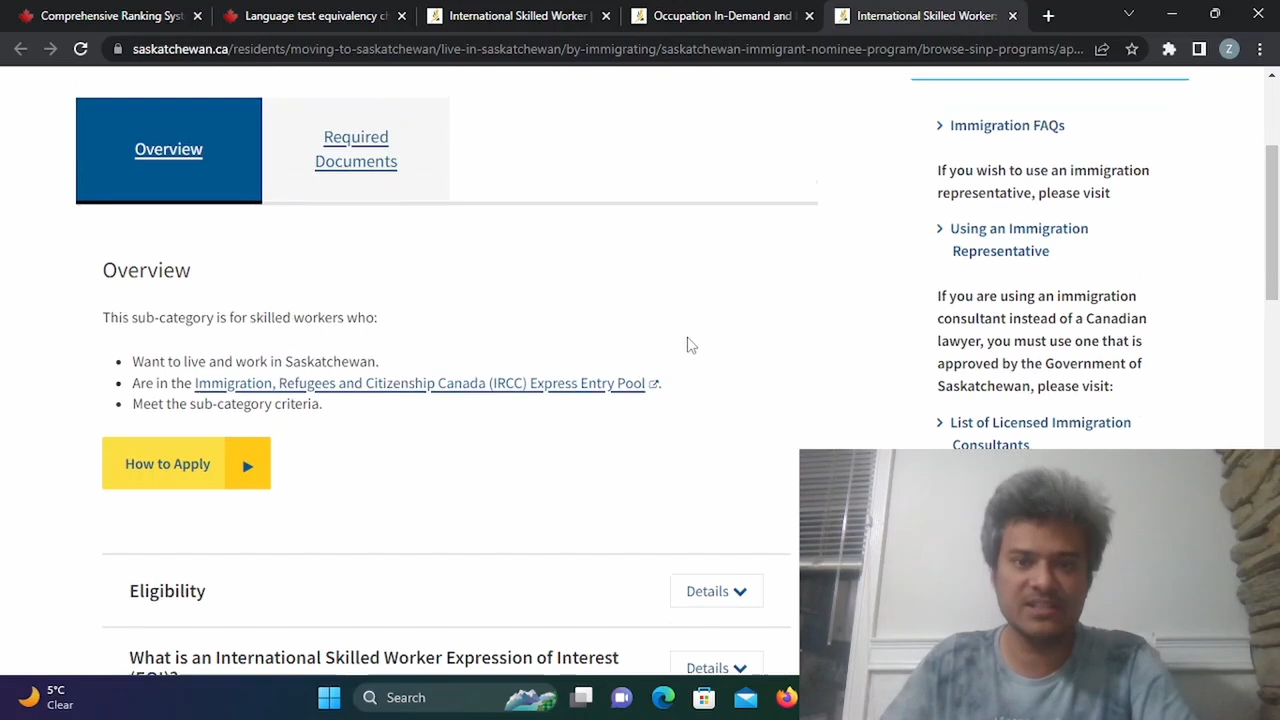 Comprehensive Ranking Syst
Language test equivalency ch
International Skilled Worker |
Occupation In-Demand and E
International Skilled Worker:
saskatchewan.ca/residents/moving-to-saskatchewan/live-in-saskatchewan/by-immigrating/saskatchewan-immigrant-nominee-program/browse-sinp-programs/ap...
Z
Overview
Required
Documents
Overview
This sub-category is for skilled workers who:
• Want to live and work in Saskatchewan.
• Are in the Immigration, Refugees and Citizenship Canada (IRCC) Express Entry Pool.
• Meet the sub-category criteria.
How to Apply
Eligibility
Details
What is an International Skilled Worker Expression of Interest
(EOI)?
Details
Immigration FAQs
If you wish to use an immigration
representative, please visit
Using an Immigration
Representative
If you are using an immigration
consultant instead of a Canadian
lawyer, you must use one that is
approved by the Government of
Saskatchewan, please visit:
List of Licensed Immigration
Consultants
5°C
Clear
Search